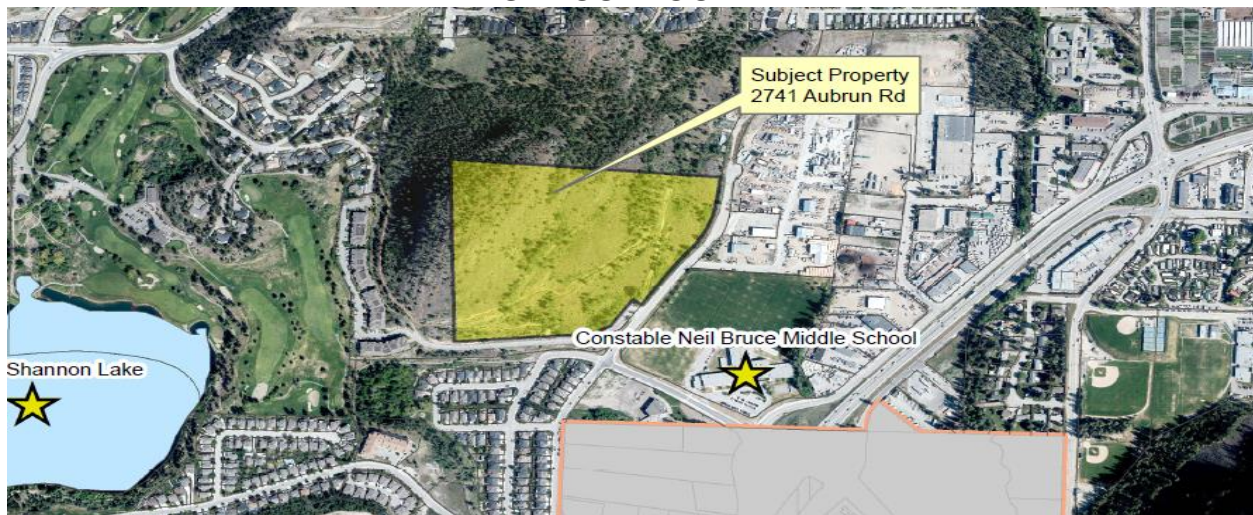 Subject Property
2741 Aubrun Rd
Constable Neil Bruce Middle School
Shannon Lake